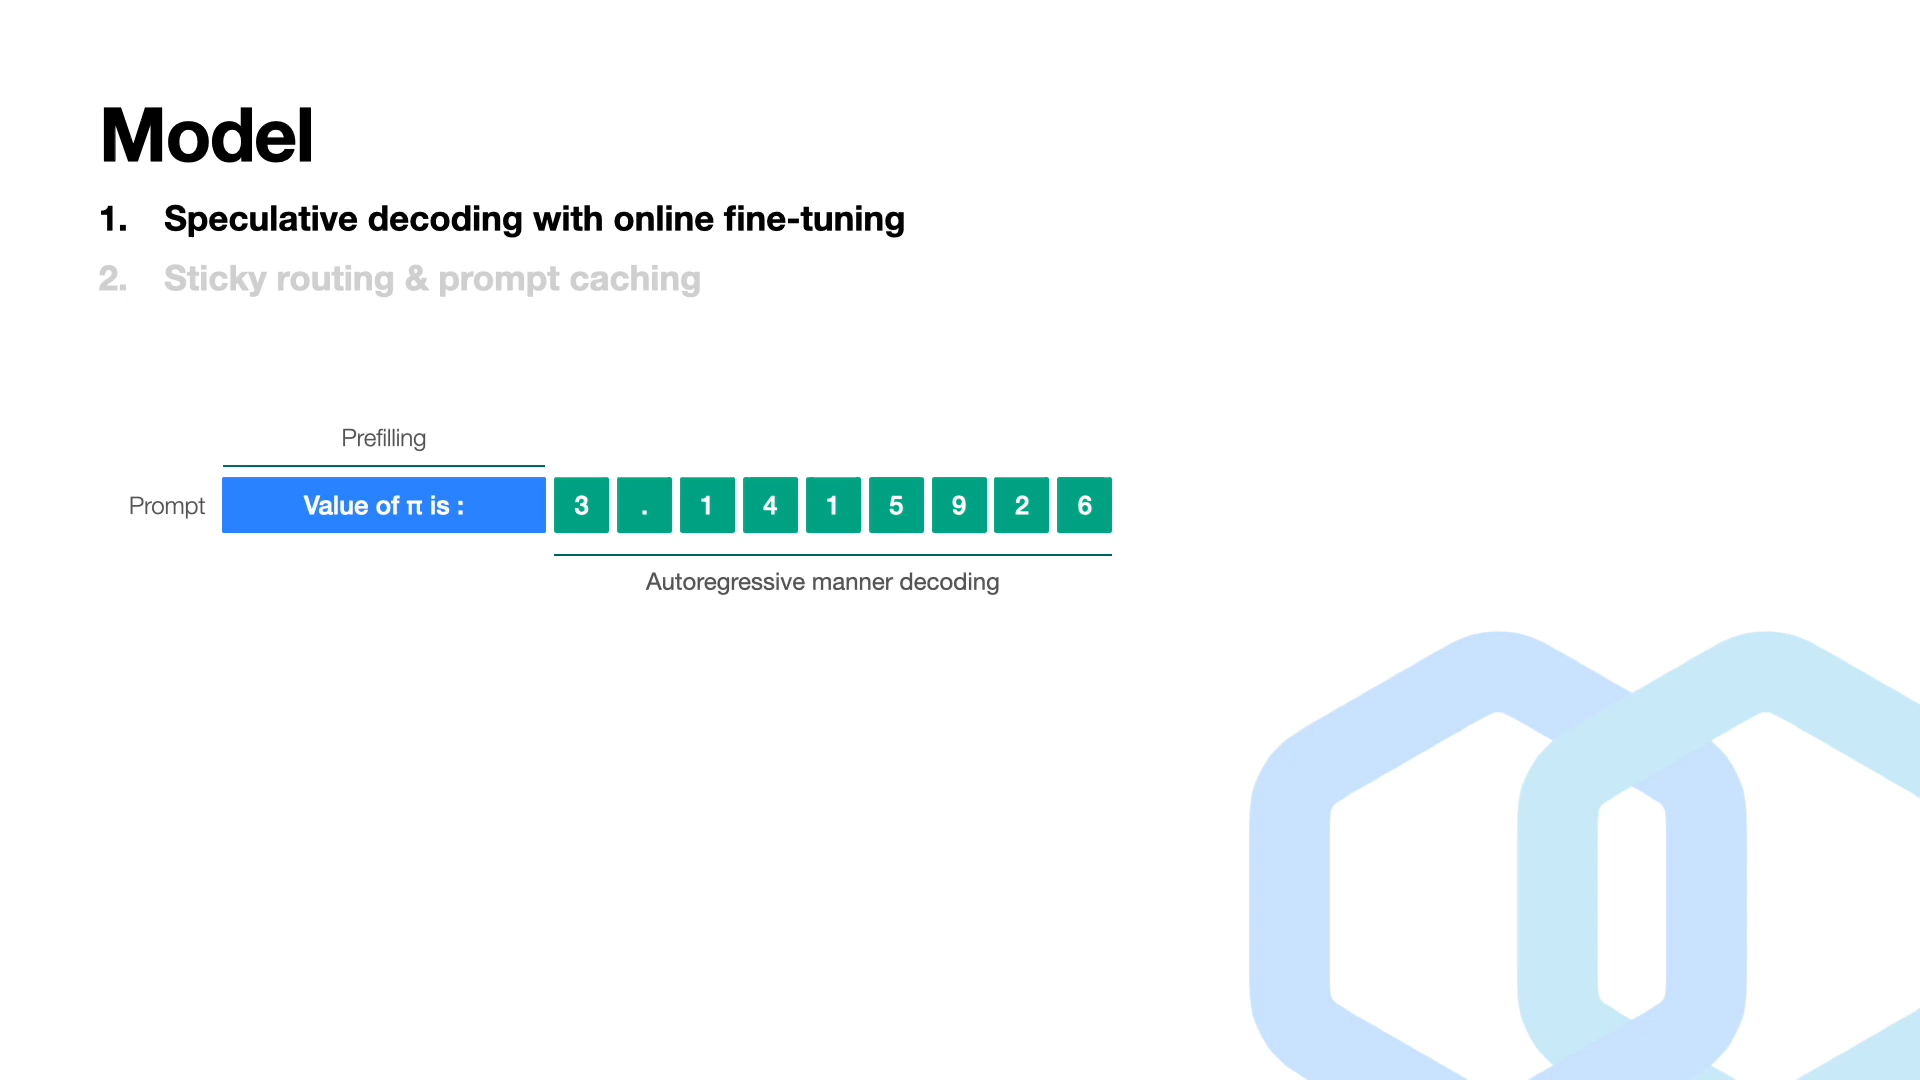 Model
1. Speculative decoding with online fine-tuning
2. Sticky routing & prompt caching
Prefilling
Prompt Value of π is : 3 . 1 4 1 5 9 2 6
Autoregressive manner decoding